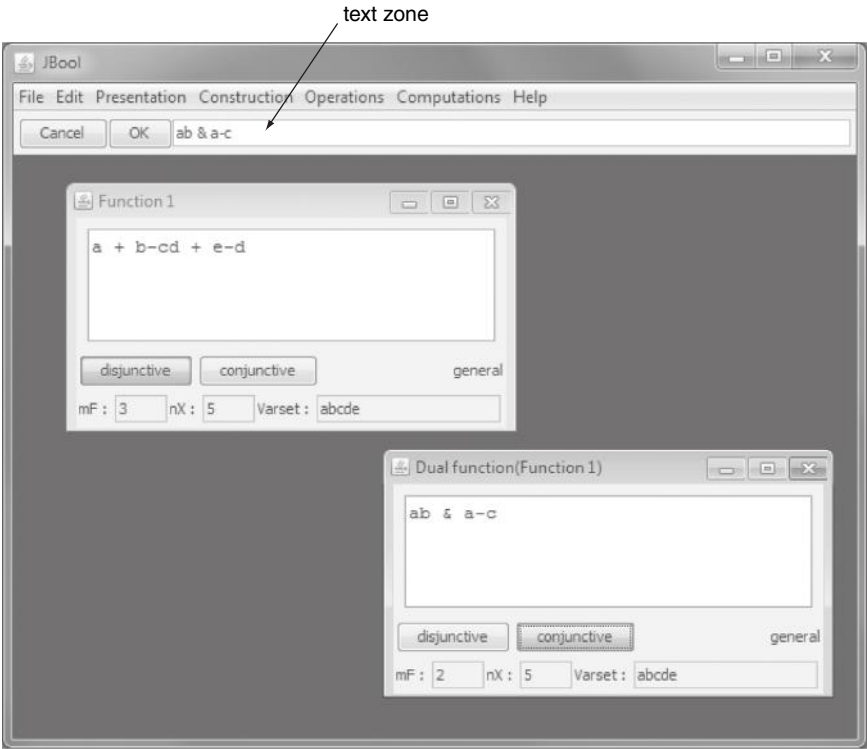 text zone
JBool
File Edit Presentation Construction Operations Computations Help
Cancel OK ab & a-c
Function 1
a + b-cd + e-d
disjunctive conjunctive general
mF : 3 nX : 5 Varset : abcde
Dual function(Function 1)
ab & a-c
disjunctive conjunctive general
mF : 2 nX : 5 Varset : abcde